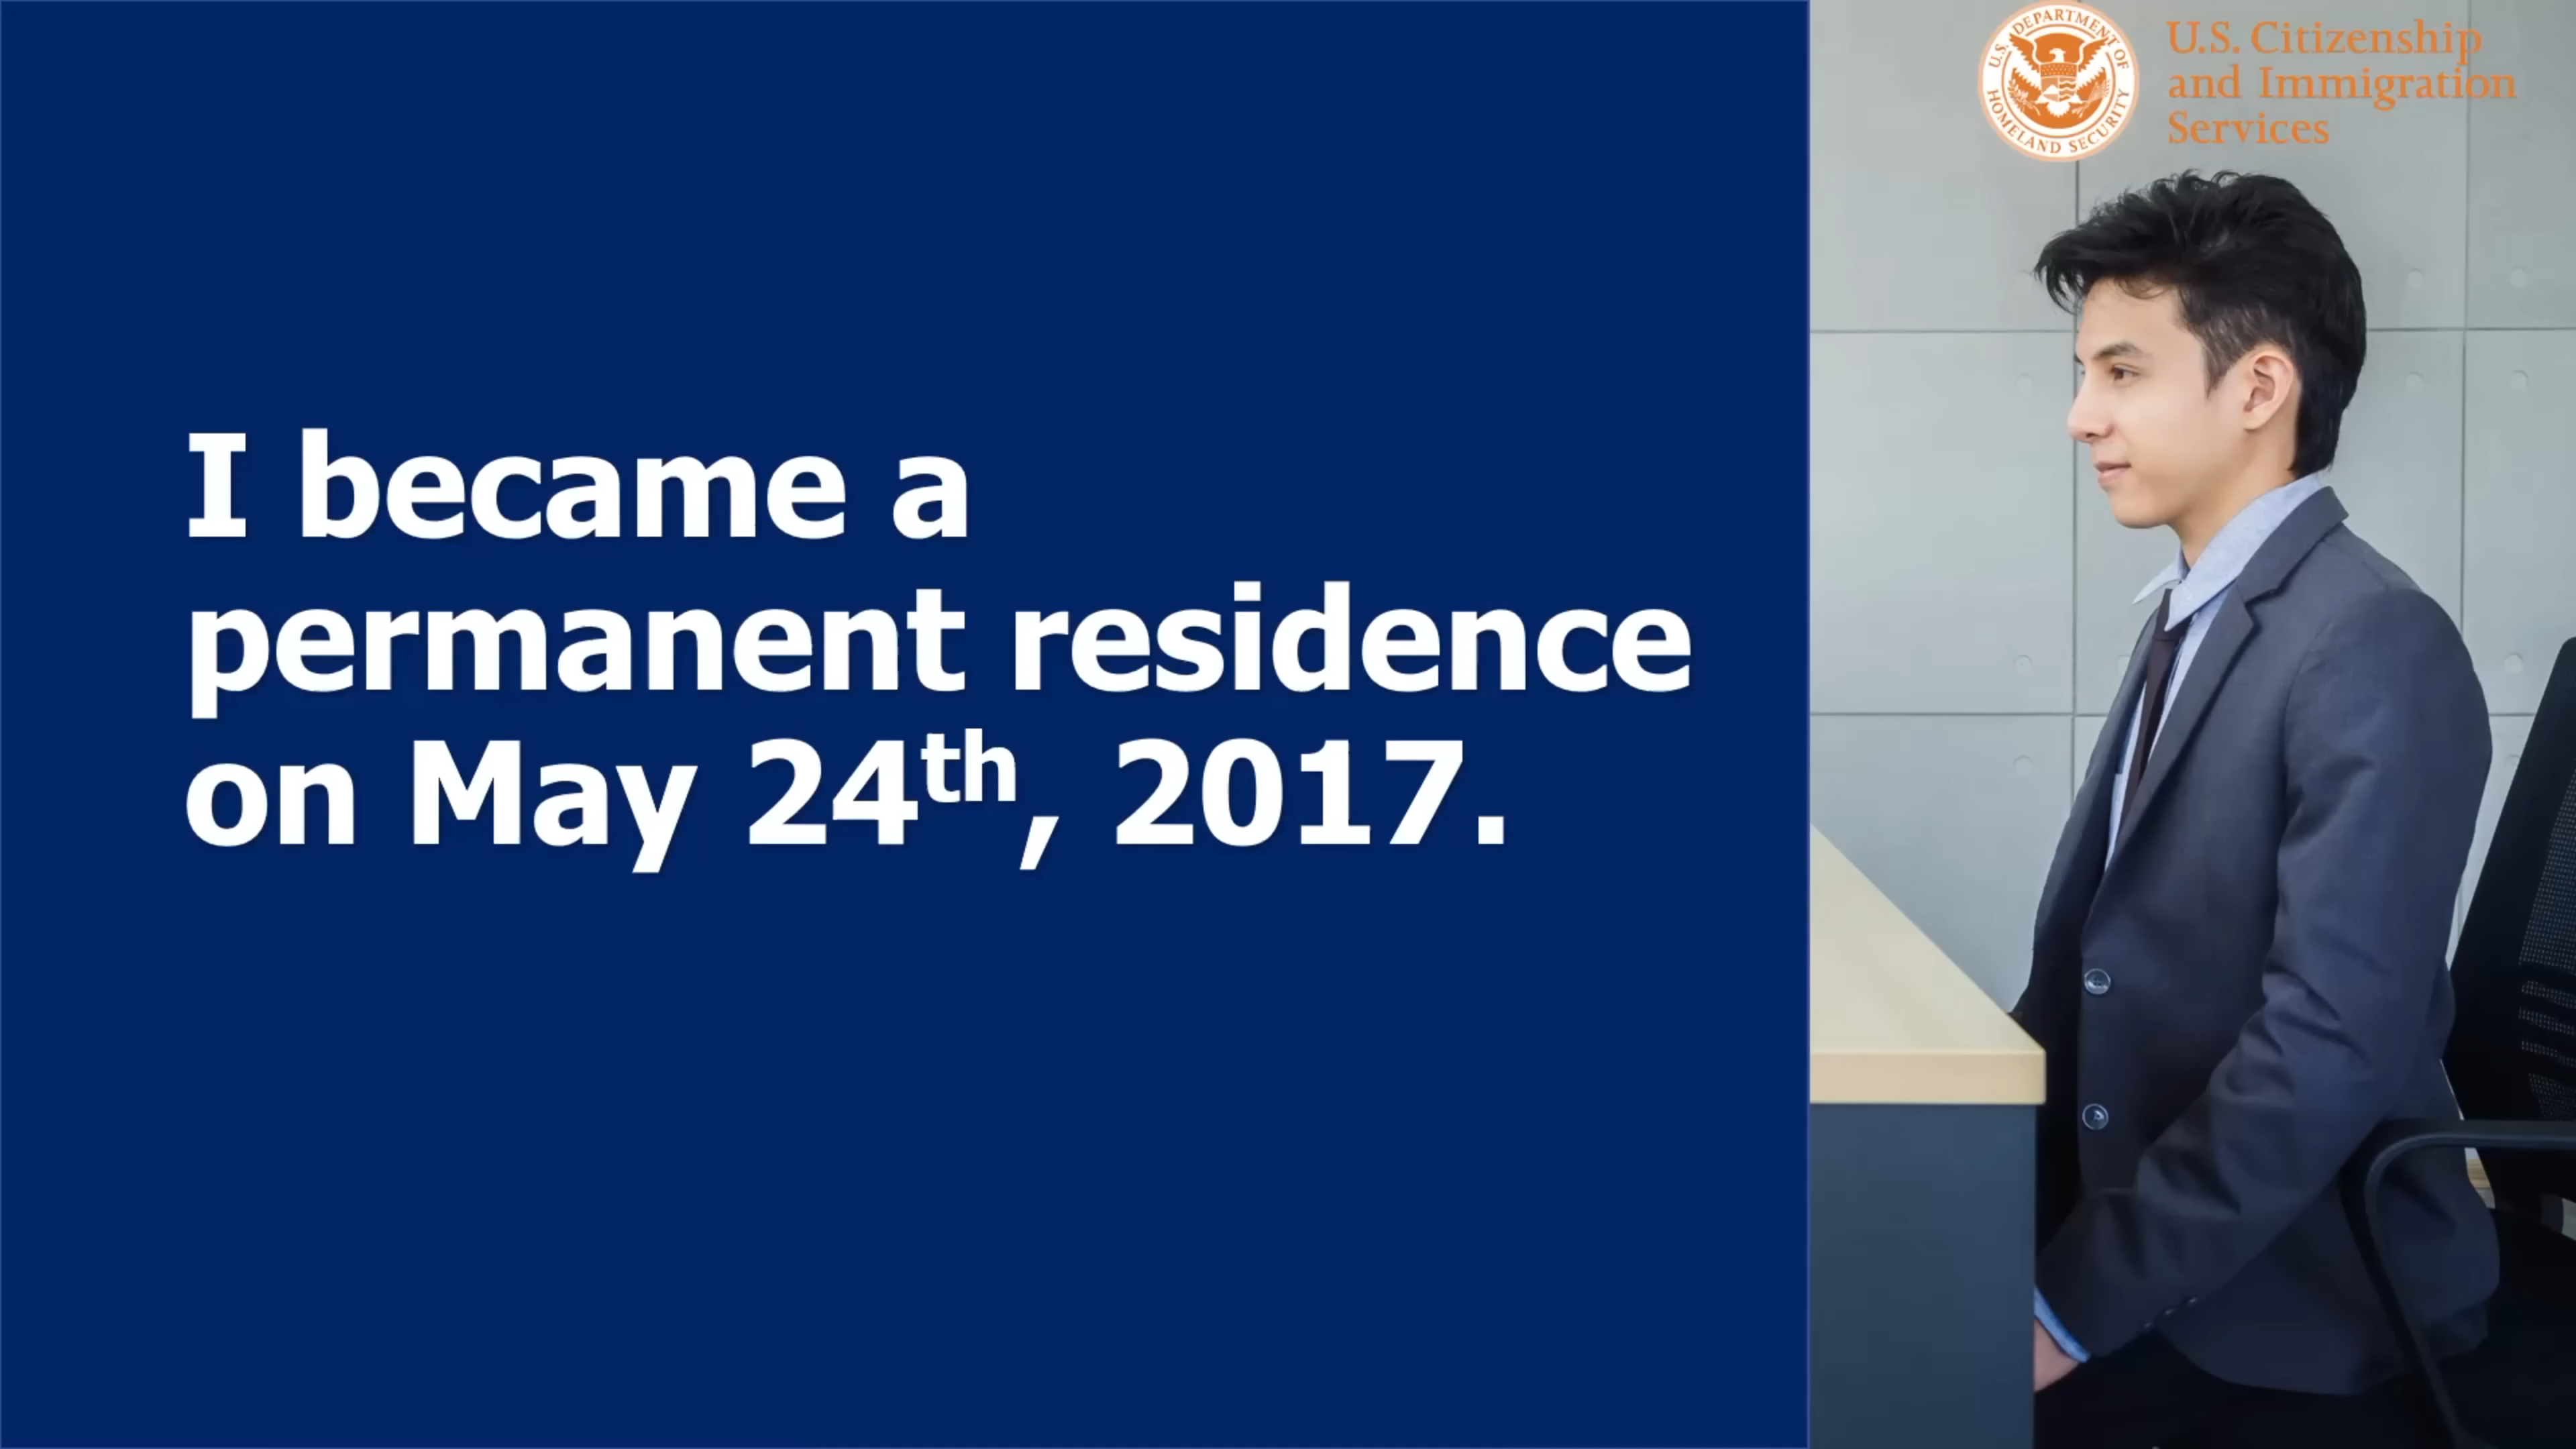 I became a
permanent residence
on May 24th, 2017.
U.S. DEPARTMENT OF
HOMELAND SECURITY
U.S. Citizenship
and Immigration
Services